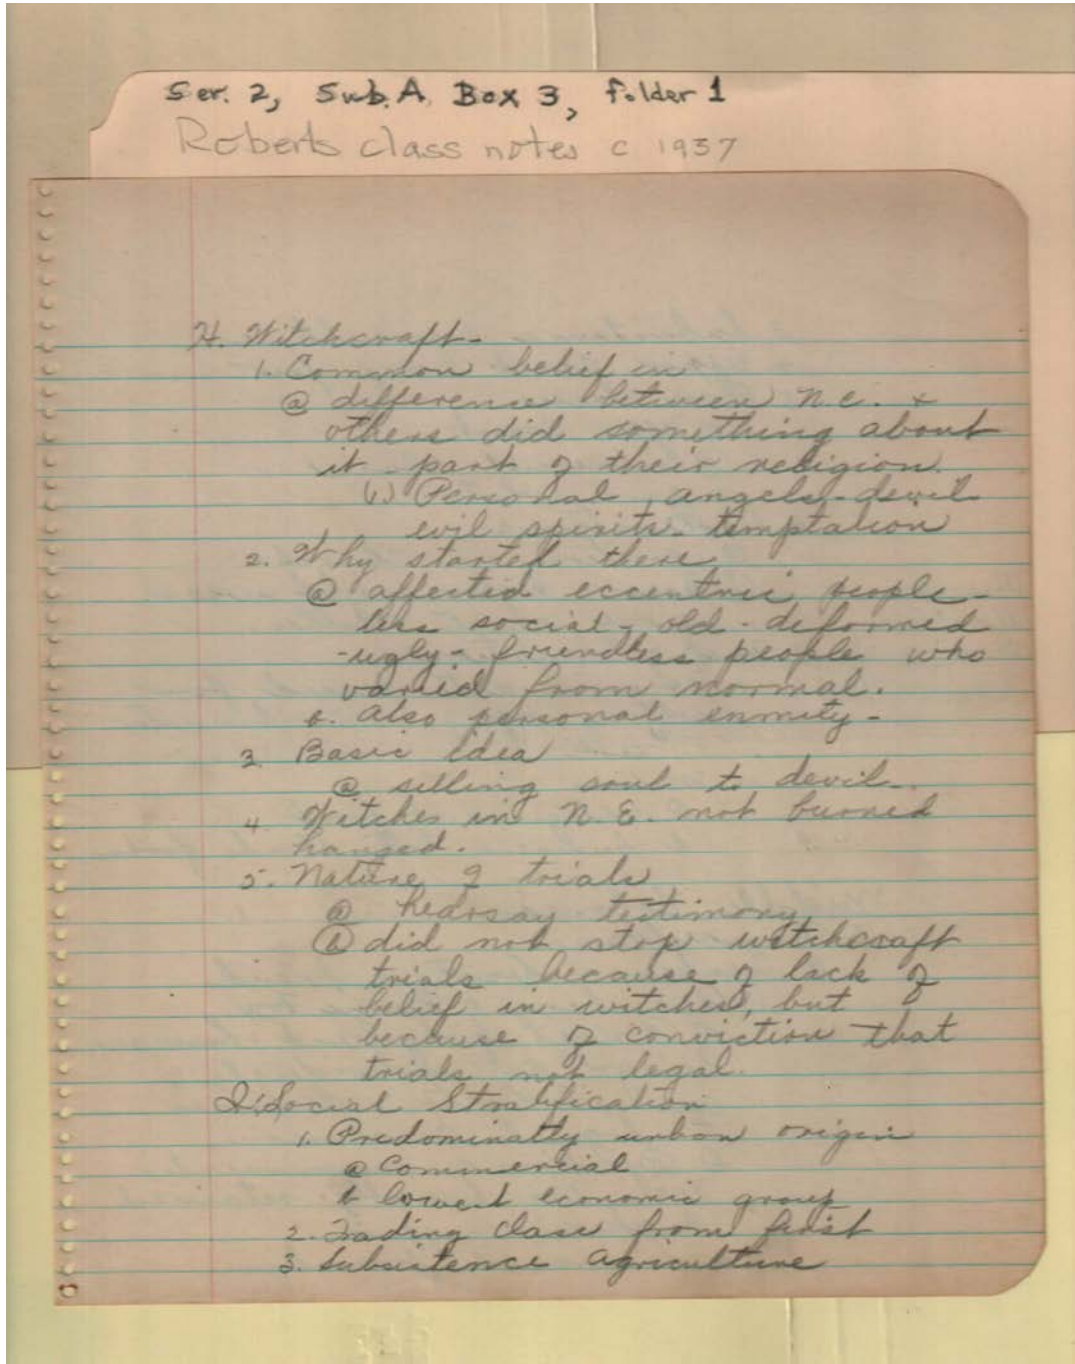 Ser. 2, Sub. A, Box 3, folder 1
Roberts class notes c 1937
H. Witchcraft -
1. Common belief in
(a) difference between N.E. +
others did something about
it - part of their religion.
(1) Personal, angels - devil
evil spirits - temptation
2. Why started there
(a) affected eccentric people -
less social - old - deformed
- ugly - friendless people who
varied from normal.
b. also personal enmity -
3. Basic idea
(a) selling soul to devil.
4 Witches in N.E. not burned
hanged.
5. Nature of trials
(a) hearsay testimony
(b) did not stop witchcraft
trials because of lack of
belief in witches, but
because of conviction that
trials not legal.
I. Social Stratification
1. Predominatly urban origin
(a) Commercial
b lowest economic group
2. Trading class from first
3. Subsistence agriculture